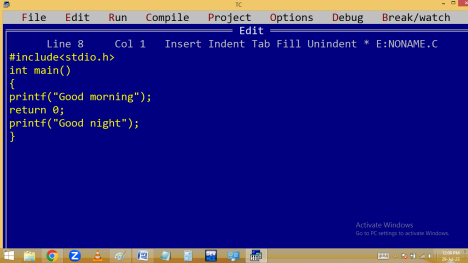 TC
File Edit Run Compile Project Options Debug Break/watch
Edit
Line 8 Col 1 Insert Indent Tab Fill Unindent * E:NONAME.C
#include<stdio.h>
int main()
{
printf("Good morning");
return 0;
printf("Good night");
}
Activate Windows
Go to PC settings to activate Windows.